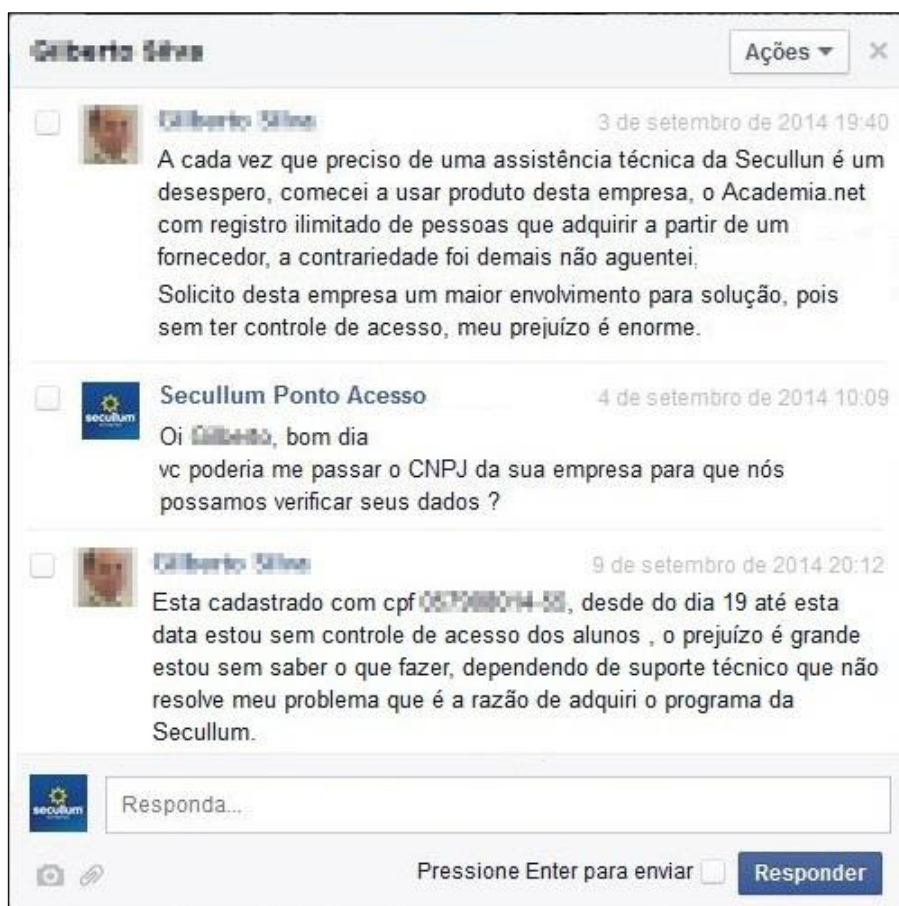 Ações
3 de setembro de 2014 19:40
A cada vez que preciso de uma assistência técnica da Secullun é um
desespero, comecei a usar produto desta empresa, o Academia.net
com registro ilimitado de pessoas que adquirir a partir de um
fornecedor, a contrariedade foi demais não aguentei,
Solicito desta empresa um maior envolvimento para solução, pois
sem ter controle de acesso, meu prejuízo é enorme.
secullum
Secullum Ponto Acesso
4 de setembro de 2014 10:09
Oi , bom dia
vc poderia me passar o CNPJ da sua empresa para que nós
possamos verificar seus dados ?
9 de setembro de 2014 20:12
Esta cadastrado com cpf , desde do dia 19 até esta
data estou sem controle de acesso dos alunos , o prejuízo é grande
estou sem saber o que fazer, dependendo de suporte técnico que não
resolve meu problema que é a razão de adquiri o programa da
Secullum.
secullum
Responda...
Pressione Enter para enviar
Responder